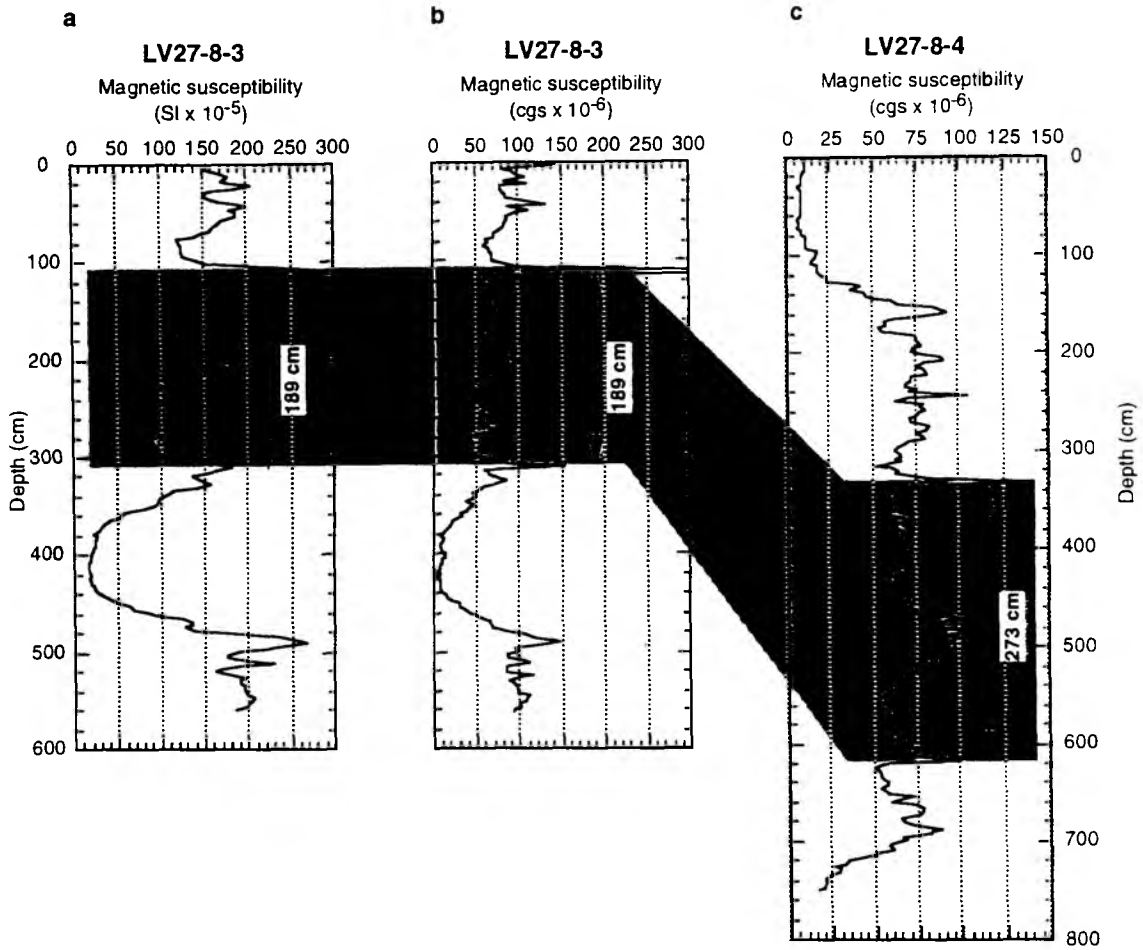 a
LV27-8-3
Magnetic susceptibility
(SI x 10-5)
0 50 100 150 200 250 300
0
100
200
300
400
500
600
Depth (cm)
189 cm
b
LV27-8-3
Magnetic susceptibility
(cgs x 10-6)
0 50 100 150 200 250 300
189 cm
c
LV27-8-4
Magnetic susceptibility
(cgs x 10-6)
0 25 50 75 100 125 150
0
100
200
300
400
500
600
700
800
Depth (cm)
273 cm